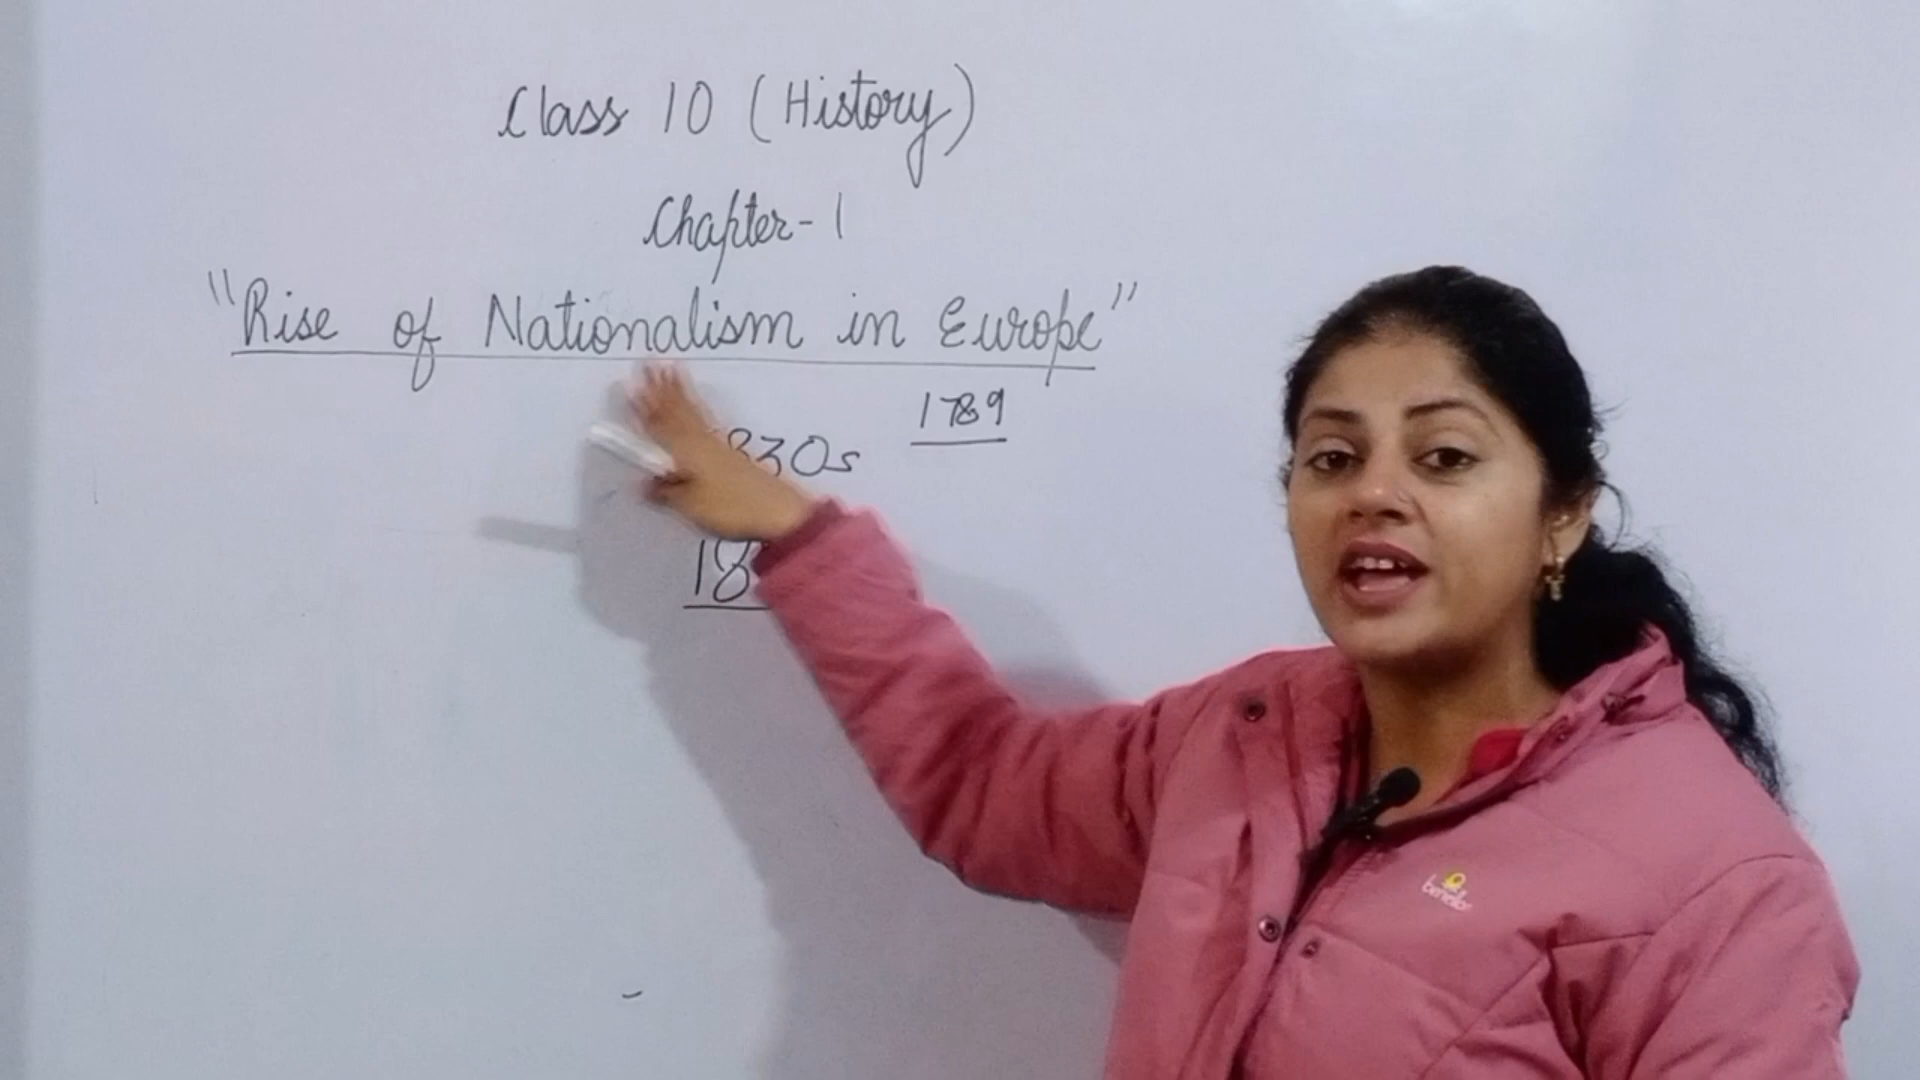 Class 10 (History)
Chapter-1
"Rise of Nationalism in Europe"
1789